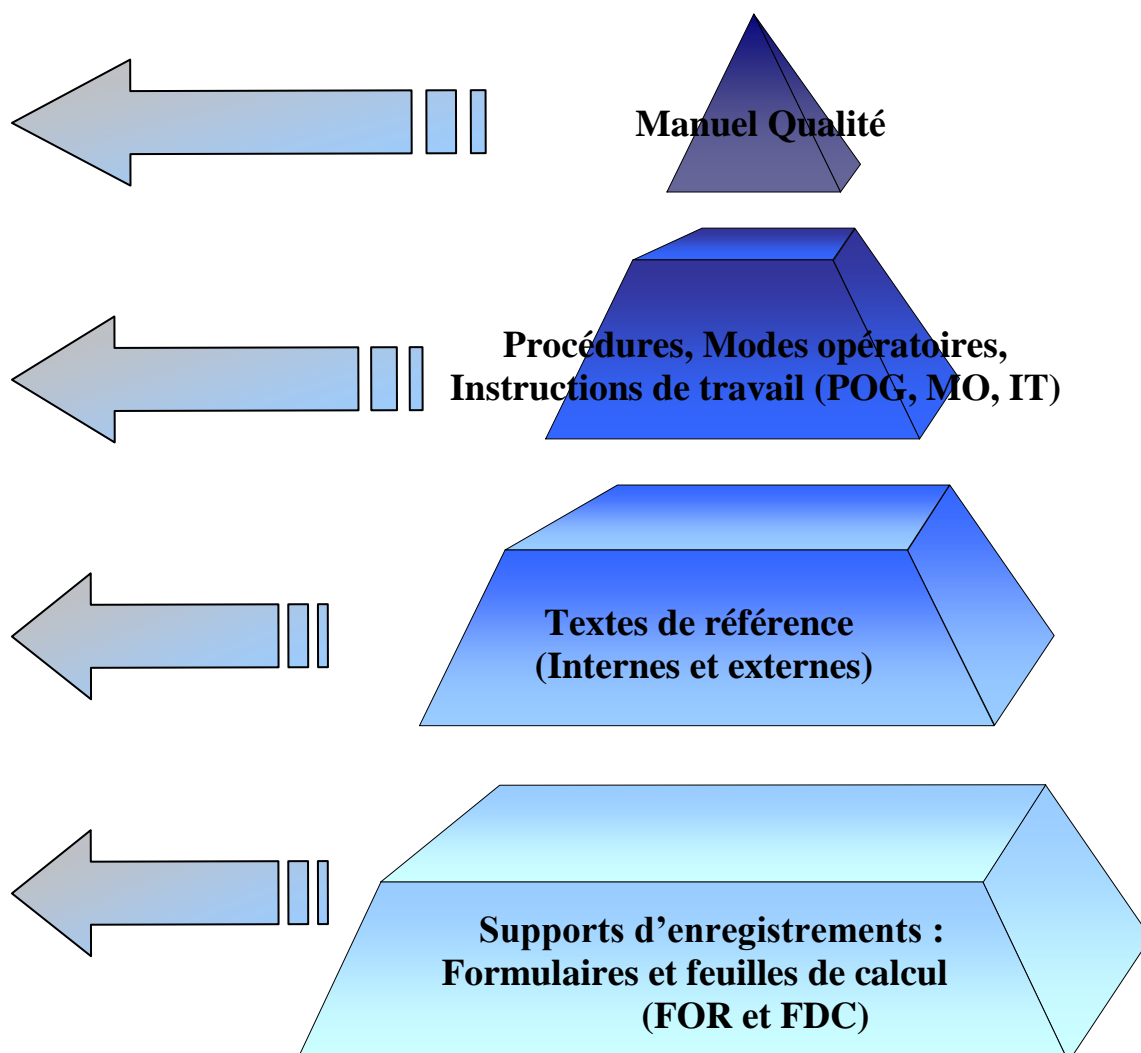 Manuel Qualité
Procédures, Modes opératoires,
Instructions de travail (POG, MO, IT)
Textes de référence
(Internes et externes)
Supports d’enregistrements :
Formulaires et feuilles de calcul
(FOR et FDC)